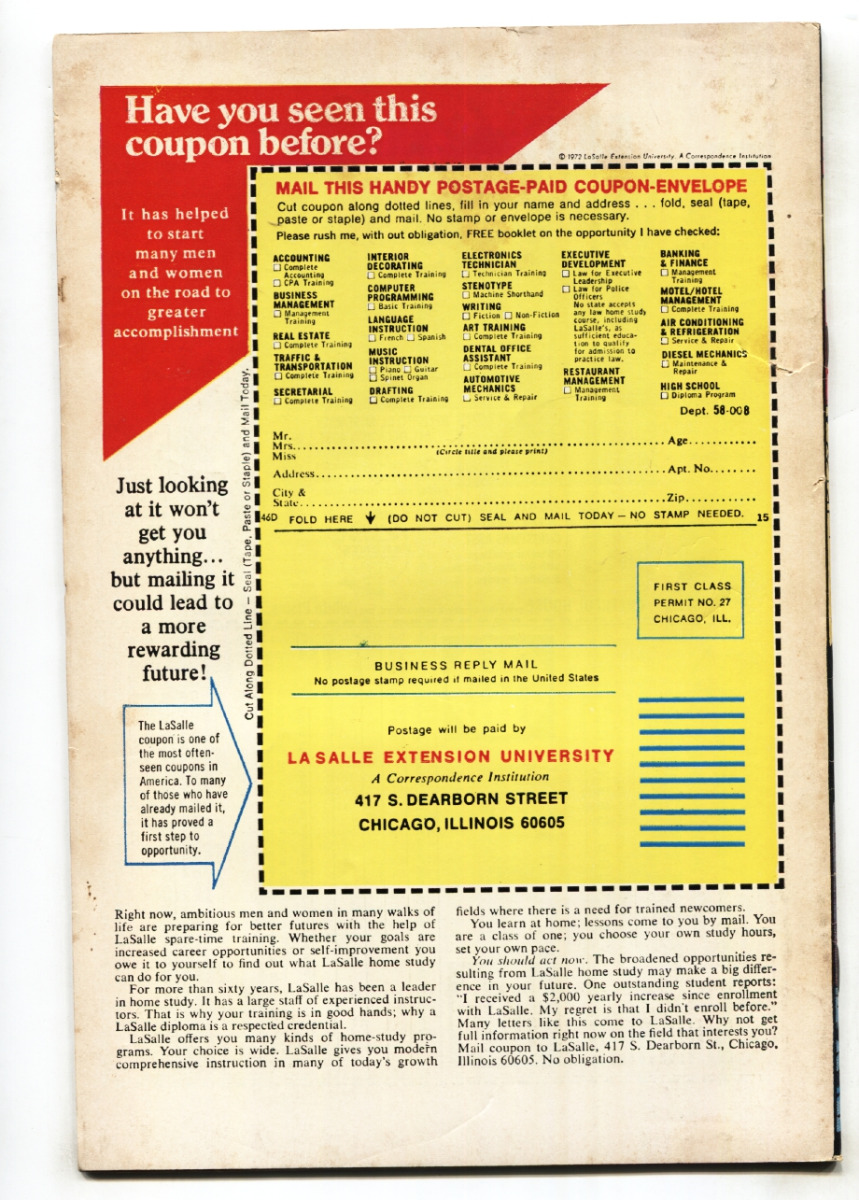 Have you seen this
coupon before?
© 1972 LaSalle Extension University, A Correspondence Institution
It has helped
to start
many men
and women
on the road to
greater
accomplishment
MAIL THIS HANDY POSTAGE-PAID COUPON-ENVELOPE
Cut coupon along dotted lines, fill in your name and address . . . fold, seal (tape,
paste or staple) and mail. No stamp or envelope is necessary.
Please rush me, with out obligation, FREE booklet on the opportunity I have checked:
ACCOUNTING
☐ Complete
Accounting
☐ CPA Training
BUSINESS
MANAGEMENT
☐ Management
Training
REAL ESTATE
☐ Complete Training
TRAFFIC &
TRANSPORTATION
☐ Complete Training
SECRETARIAL
☐ Complete Training
INTERIOR
DECORATING
☐ Complete Training
COMPUTER
PROGRAMMING
☐ Basic Training
LANGUAGE
INSTRUCTION
☐ French ☐ Spanish
MUSIC
INSTRUCTION
☐ Piano ☐ Guitar
☐ Spinet Organ
DRAFTING
☐ Complete Training
ELECTRONICS
TECHNICIAN
☐ Technician Training
STENOTYPE
☐ Machine Shorthand
WRITING
☐ Fiction ☐ Non-Fiction
ART TRAINING
☐ Complete Training
DENTAL OFFICE
ASSISTANT
☐ Complete Training
AUTOMOTIVE
MECHANICS
☐ Service & Repair
EXECUTIVE
DEVELOPMENT
☐ Law for Executive
Leadership
☐ Law for Police
Officers
No state accepts
any law home study
course, including
LaSalle's, as
sufficient educa-
tion to qualify
for admission to
practice law.
RESTAURANT
MANAGEMENT
☐ Management
Training
BANKING
& FINANCE
☐ Management
Training
MOTEL/HOTEL
MANAGEMENT
☐ Complete Training
AIR CONDITIONING
& REFRIGERATION
☐ Service & Repair
DIESEL MECHANICS
☐ Maintenance &
Repair
HIGH SCHOOL
☐ Diploma Program
Dept. 58-008
Mr.
Mrs.......... Age..........
Miss (Circle title and please print)
Address.......... Apt. No........
City &
State.......... Zip............
46D FOLD HERE ↓ (DO NOT CUT) SEAL AND MAIL TODAY — NO STAMP NEEDED. 15
Cut Along Dotted Line — Seal (Tape, Paste or Staple) and Mail Today.
Just looking
at it won't
get you
anything...
but mailing it
could lead to
a more
rewarding
future!
The LaSalle
coupon is one of
the most often-
seen coupons in
America. To many
of those who have
already mailed it,
it has proved a
first step to
opportunity.
FIRST CLASS
PERMIT NO. 27
CHICAGO, ILL.
BUSINESS REPLY MAIL
No postage stamp required if mailed in the United States
Postage will be paid by
LA SALLE EXTENSION UNIVERSITY
A Correspondence Institution
417 S. DEARBORN STREET
CHICAGO, ILLINOIS 60605
Right now, ambitious men and women in many walks of
life are preparing for better futures with the help of
LaSalle spare-time training. Whether your goals are
increased career opportunities or self-improvement you
owe it to yourself to find out what LaSalle home study
can do for you.
For more than sixty years, LaSalle has been a leader
in home study. It has a large staff of experienced instruc-
tors. That is why your training is in good hands; why a
LaSalle diploma is a respected credential.
LaSalle offers you many kinds of home-study pro-
grams. Your choice is wide. LaSalle gives you modern
comprehensive instruction in many of today's growth
fields where there is a need for trained newcomers.
You learn at home; lessons come to you by mail. You
are a class of one; you choose your own study hours,
set your own pace.
You should act now. The broadened opportunities re-
sulting from LaSalle home study may make a big differ-
ence in your future. One outstanding student reports:
"I received a $2,000 yearly increase since enrollment
with LaSalle. My regret is that I didn't enroll before."
Many letters like this come to LaSalle. Why not get
full information right now on the field that interests you?
Mail coupon to LaSalle, 417 S. Dearborn St., Chicago,
Illinois 60605. No obligation.